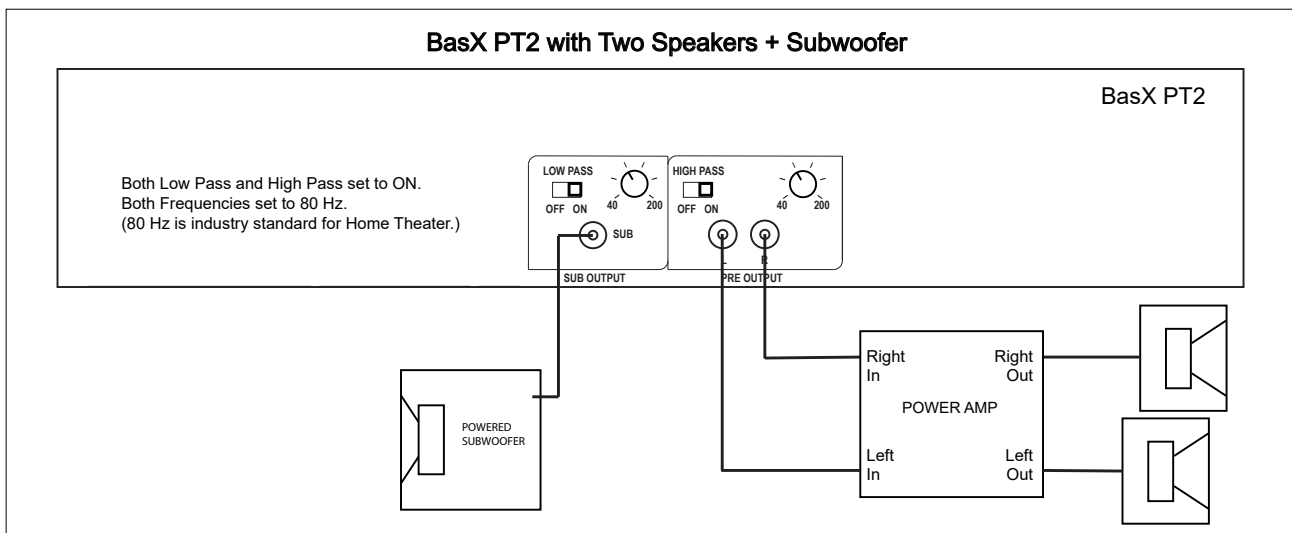 BasX PT2 with Two Speakers + Subwoofer
BasX PT2
Both Low Pass and High Pass set to ON.
Both Frequencies set to 80 Hz.
(80 Hz is industry standard for Home Theater.)
LOW PASS
OFF ON
40 200
SUB
SUB OUTPUT
HIGH PASS
OFF ON
40 200
L R
PRE OUTPUT
POWERED
SUBWOOFER
Right
In
Right
Out
POWER AMP
Left
In
Left
Out